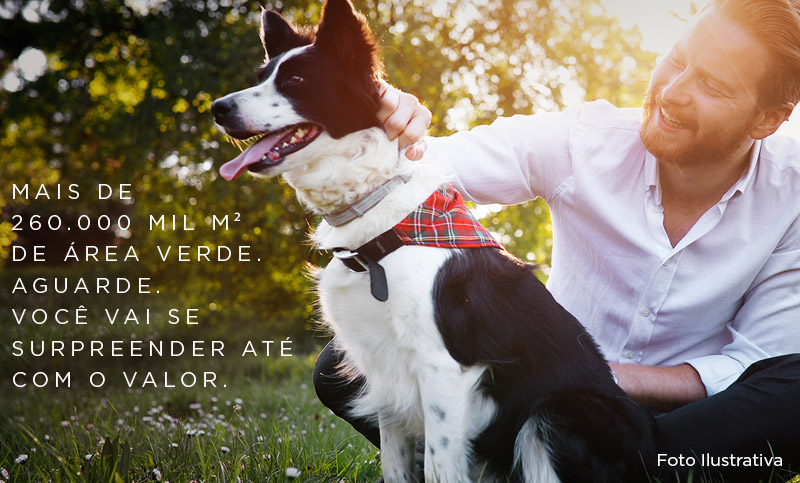 MAIS DE
260.000 MIL M²
DE ÁREA VERDE.
AGUARDE.
VOCÊ VAI SE
SURPREENDER ATÉ
COM O VALOR.
Foto Ilustrativa